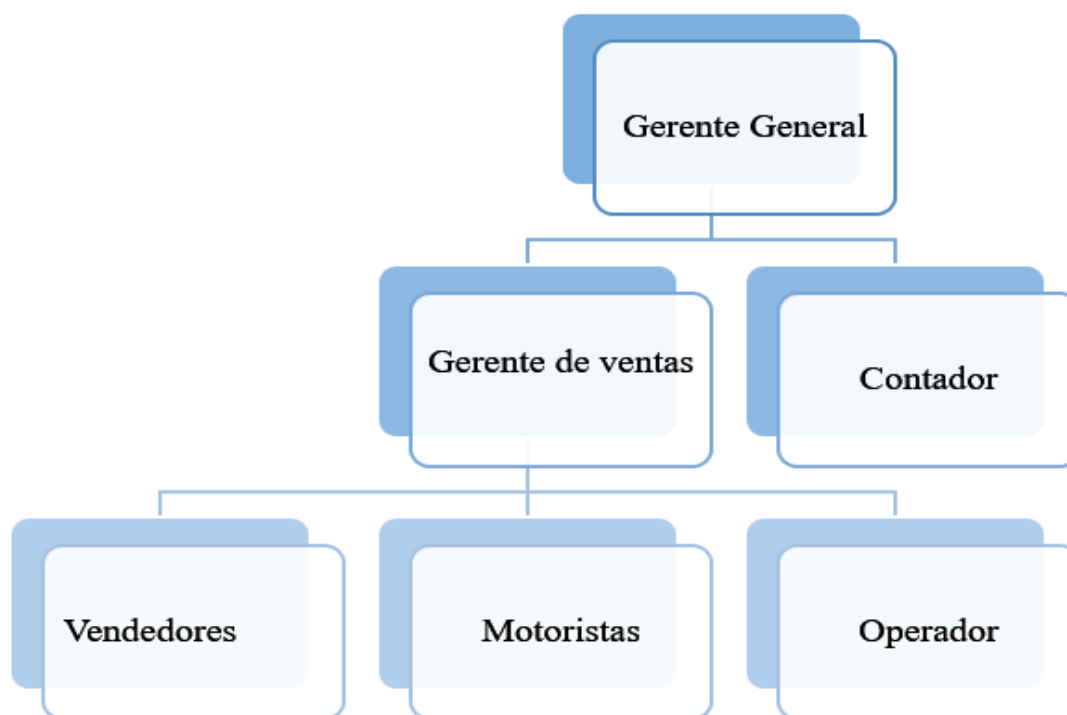 Gerente General
Gerente de ventas
Contador
Vendedores
Motoristas
Operador